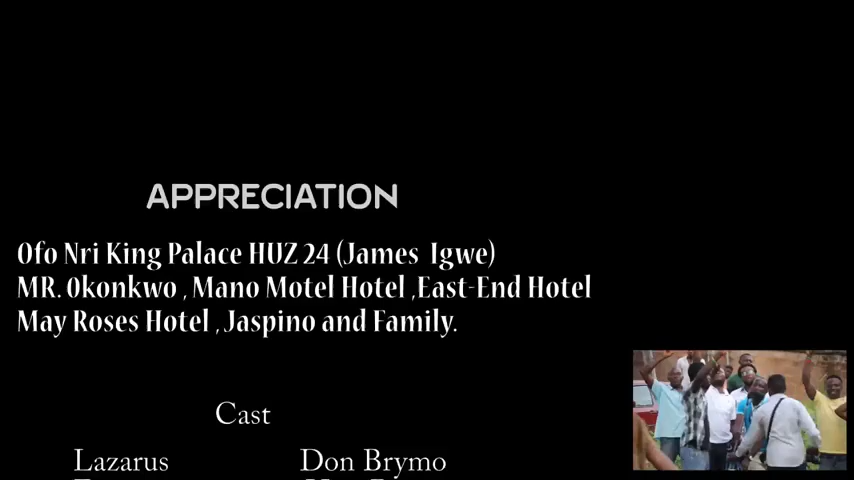 APPRECIATION
Ofo Nri King Palace HUZ 24 (James Igwe)
MR. Okonkwo , Mano Motel Hotel ,East-End Hotel
May Roses Hotel , Jaspino and Family.
Cast
Lazarus Don Brymo